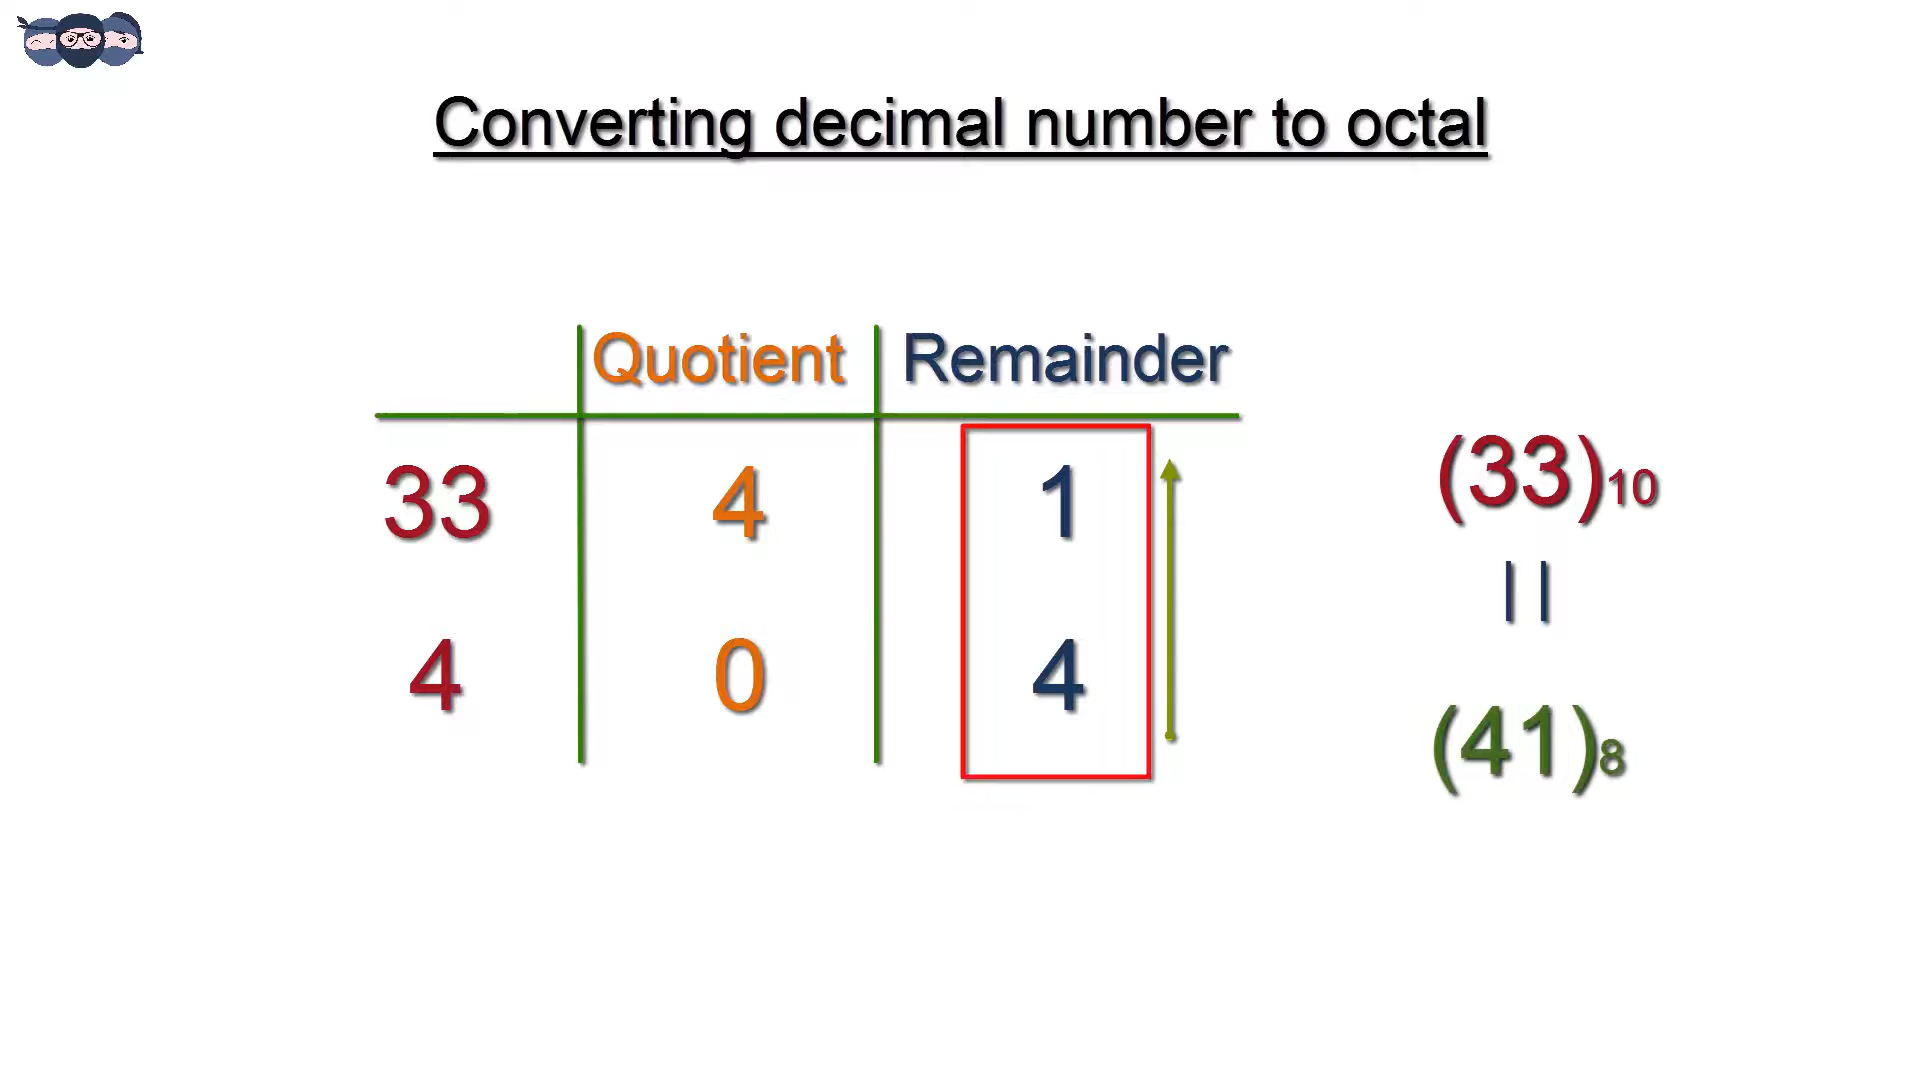 Converting decimal number to octal
Quotient Remainder
33 4 1
4 0 4
(33)10
=
(41)8